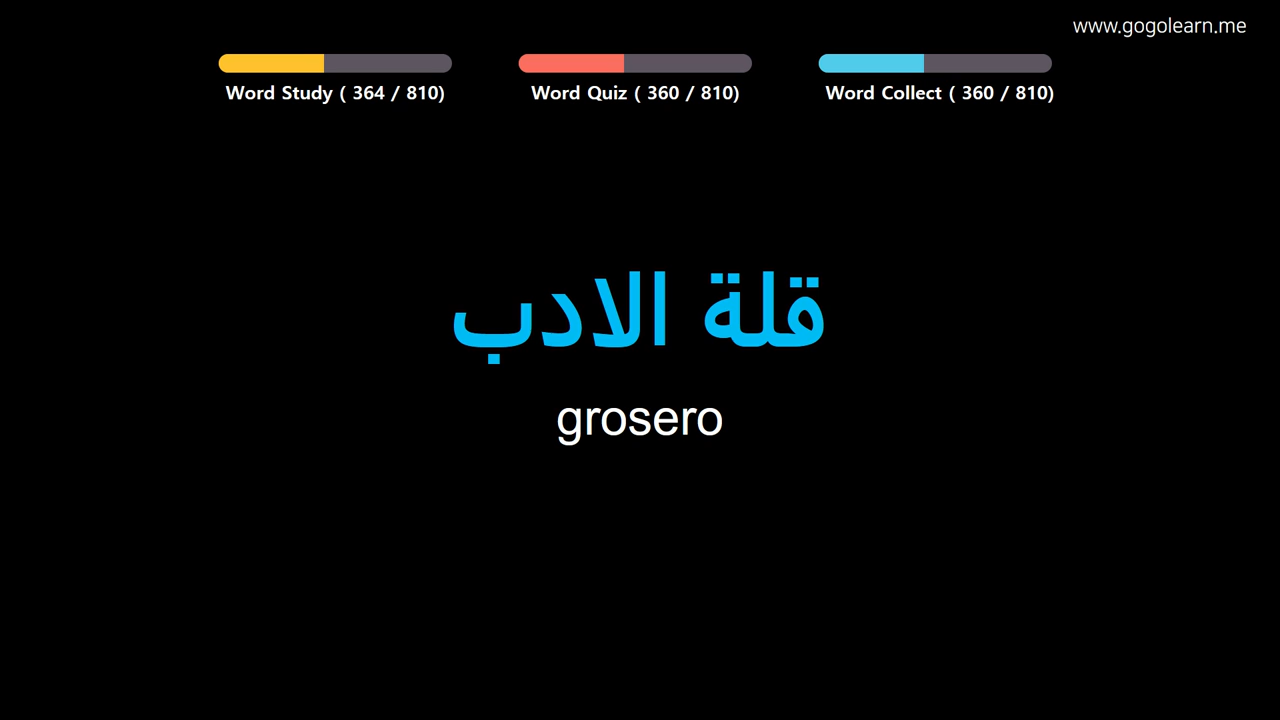 www.gogolearn.me
Word Study ( 364 / 810)
Word Quiz ( 360 / 810)
Word Collect ( 360 / 810)
قلة الادب
grosero